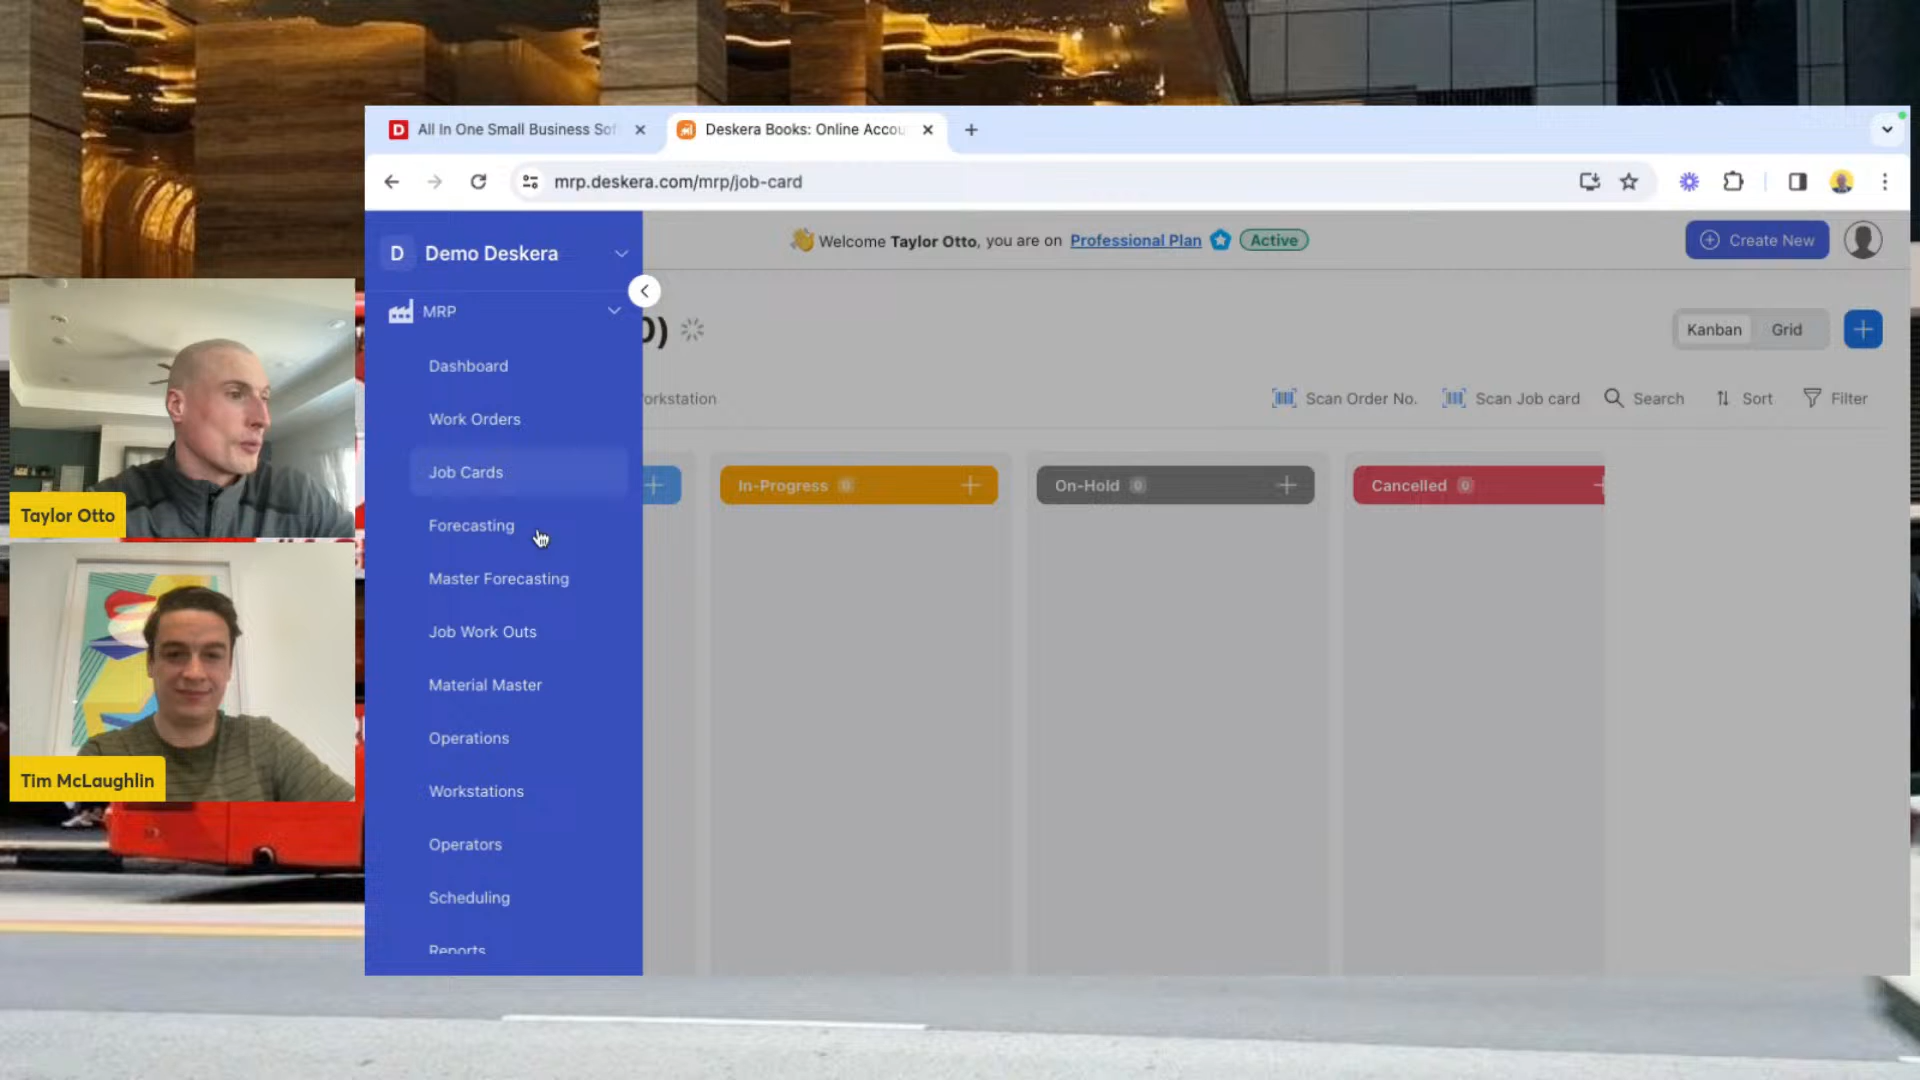 All In One Small Business Sof
Deskera Books: Online Accou
mrp.deskera.com/mrp/job-card
D Demo Deskera
Welcome Taylor Otto, you are on Professional Plan Active
Create New
MRP
Dashboard
Work Orders
Job Cards
Forecasting
Master Forecasting
Job Work Outs
Material Master
Operations
Workstations
Operators
Scheduling
Reports
0)
Kanban Grid
orkstation
Scan Order No. Scan Job card Search Sort Filter
In-Progress 0
On-Hold 0
Cancelled 0
Taylor Otto
Tim McLaughlin